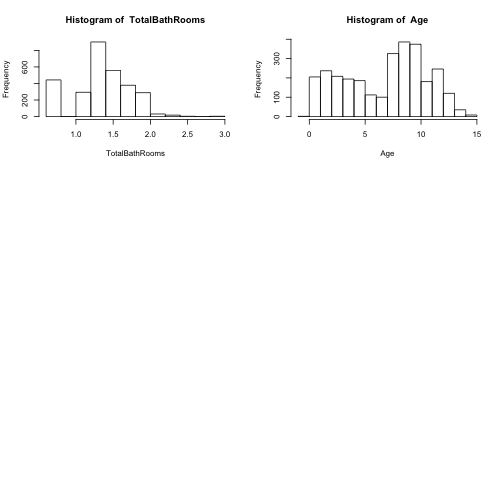 Histogram of  TotalBathRooms
Frequency
0 200 600
1.0 1.5 2.0 2.5 3.0
TotalBathRooms
Histogram of  Age
Frequency
0 100 300
0 5 10 15
Age